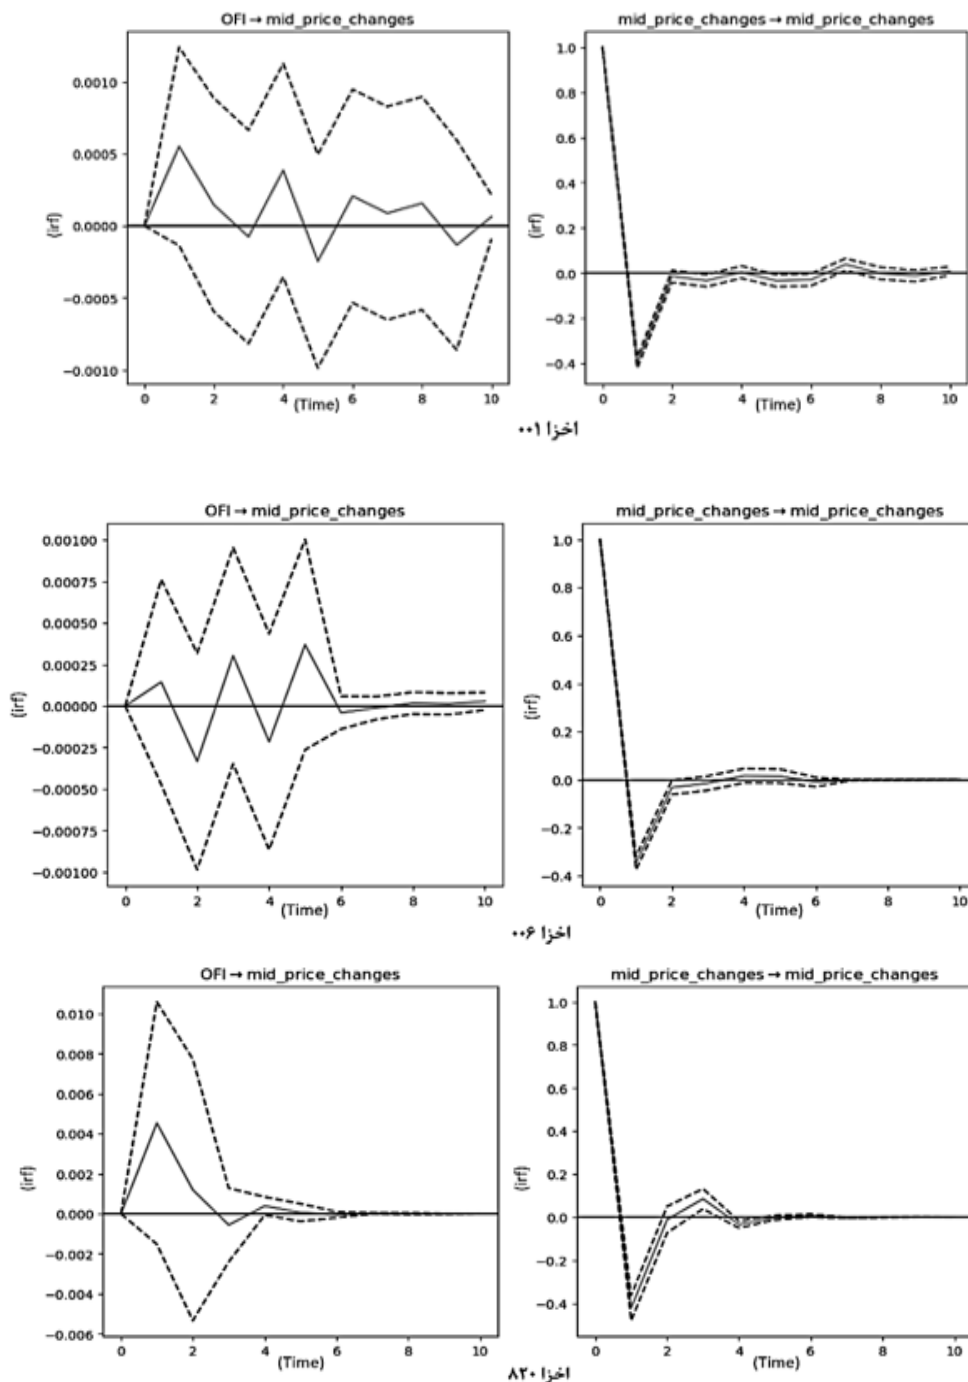 OFI → mid_price_changes
mid_price_changes → mid_price_changes
0.0010
0.0005
0.0000
−0.0005
−0.0010
(irf)
0 2 4 6 8 10
(Time)
1.0
0.8
0.6
0.4
0.2
0.0
−0.2
−0.4
(irf)
0 2 4 6 8 10
(Time)
اخزا ۰۰۱
OFI → mid_price_changes
mid_price_changes → mid_price_changes
0.00100
0.00075
0.00050
0.00025
0.00000
−0.00025
−0.00050
−0.00075
−0.00100
(irf)
0 2 4 6 8 10
(Time)
1.0
0.8
0.6
0.4
0.2
0.0
−0.2
−0.4
(irf)
0 2 4 6 8 10
(Time)
اخزا ۰۰۶
OFI → mid_price_changes
mid_price_changes → mid_price_changes
0.010
0.008
0.006
0.004
0.002
0.000
−0.002
−0.004
−0.006
(irf)
0 2 4 6 8 10
(Time)
1.0
0.8
0.6
0.4
0.2
0.0
−0.2
−0.4
(irf)
0 2 4 6 8 10
(Time)
اخزا ۸۲۰